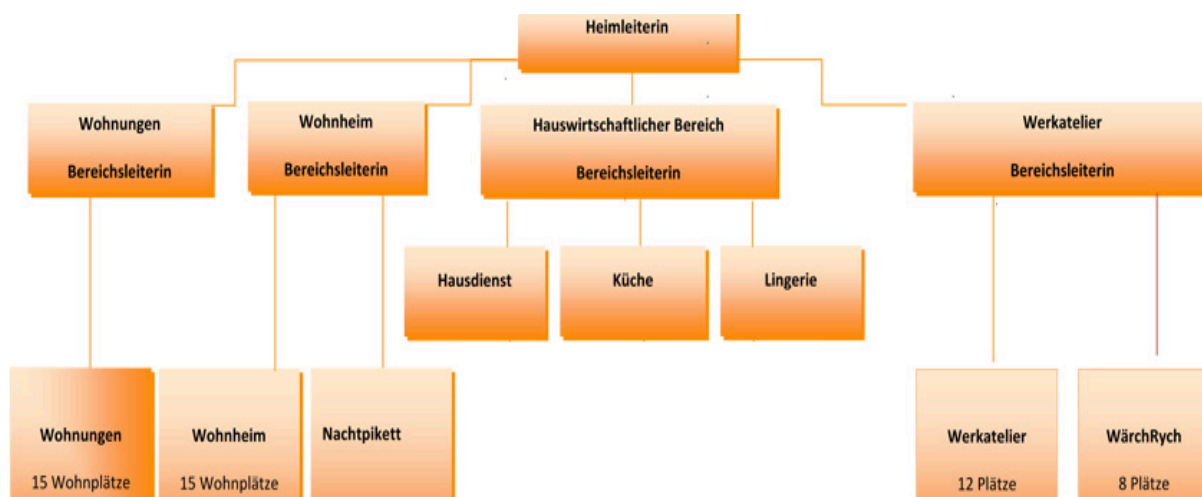 Heimleiterin
Wohnungen
Bereichsleiterin
Wohnheim
Bereichsleiterin
Hauswirtschaftlicher Bereich
Bereichsleiterin
Werkatelier
Bereichsleiterin
Hausdienst
Küche
Lingerie
Wohnungen
15 Wohnplätze
Wohnheim
15 Wohnplätze
Nachtpikett
Werkatelier
12 Plätze
WärchRych
8 Plätze